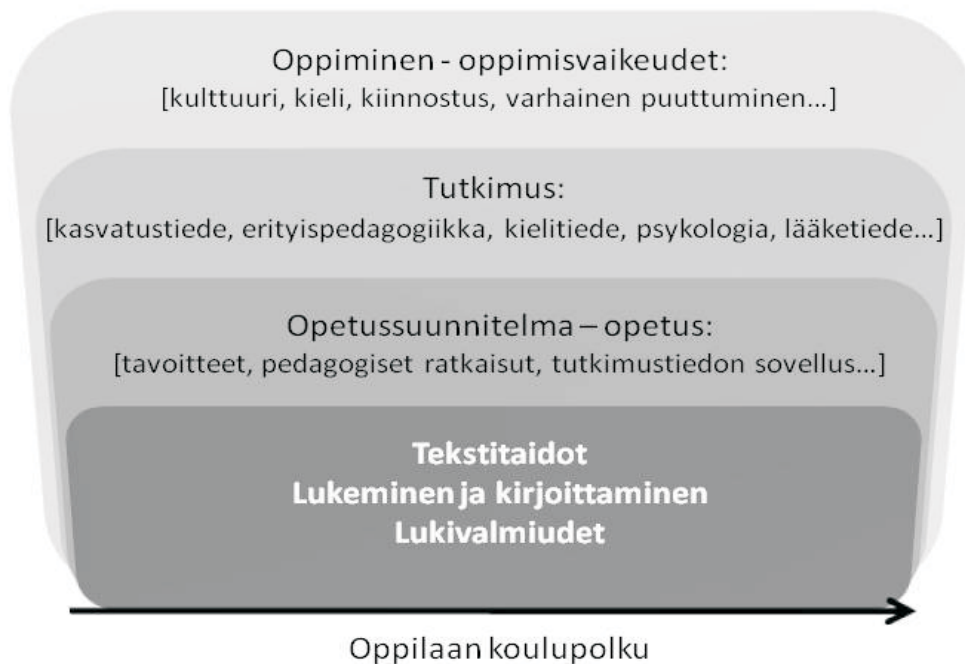 Oppiminen - oppimisvaikeudet:
[kulttuuri, kieli, kiinnostus, varhainen puuttuminen...]
Tutkimus:
[kasvatustiede, erityispedagogiikka, kielitiede, psykologia, lääketiede...]
Opetussuunnitelma – opetus:
[tavoitteet, pedagogiset ratkaisut, tutkimustiedon sovellus...]
Tekstitaidot
Lukeminen ja kirjoittaminen
Lukivalmiudet
Oppilaan koulupolku